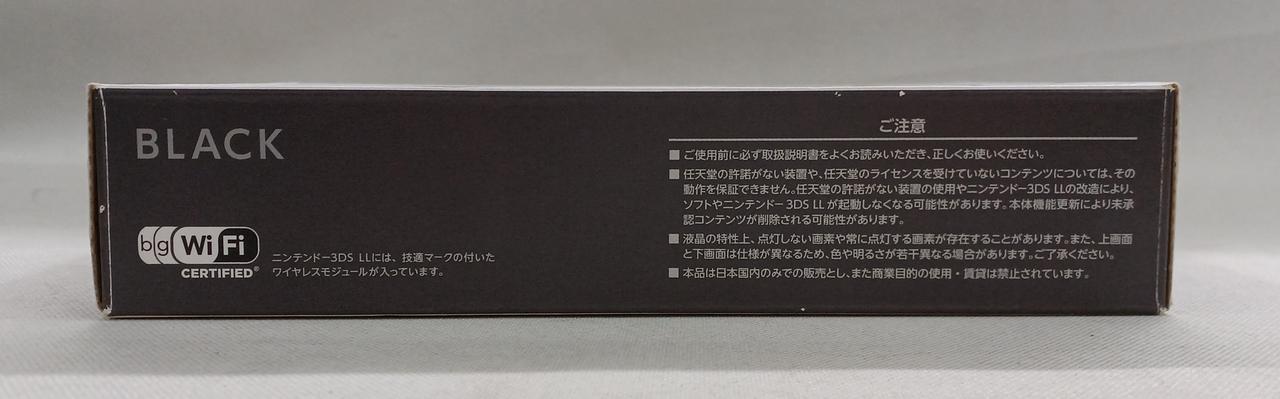 BLACK
b g Wi Fi
CERTIFIED®
ニンテンドー3DS LLには、技適マークの付いた
ワイヤレスモジュールが入っています。
ご注意
■ご使用前に必ず取扱説明書をよくお読みいただき、正しくお使いください。
■任天堂の許諾がない装置や、任天堂のライセンスを受けていないコンテンツについては、その
動作を保証できません。任天堂の許諾がない装置の使用やニンテンドー3DS LLの改造により、
ソフトやニンテンドー3DS LL が起動しなくなる可能性があります。本体機能更新により未承
認コンテンツが削除される可能性があります。
■液晶の特性上、点灯しない画素や常に点灯する画素が存在することがあります。また、上画面
と下画面は仕様が異なるため、色や明るさが若干異なる場合があります。ご了承ください。
■本品は日本国内のみでの販売とし、また商業目的の使用・賃貸は禁止されています。